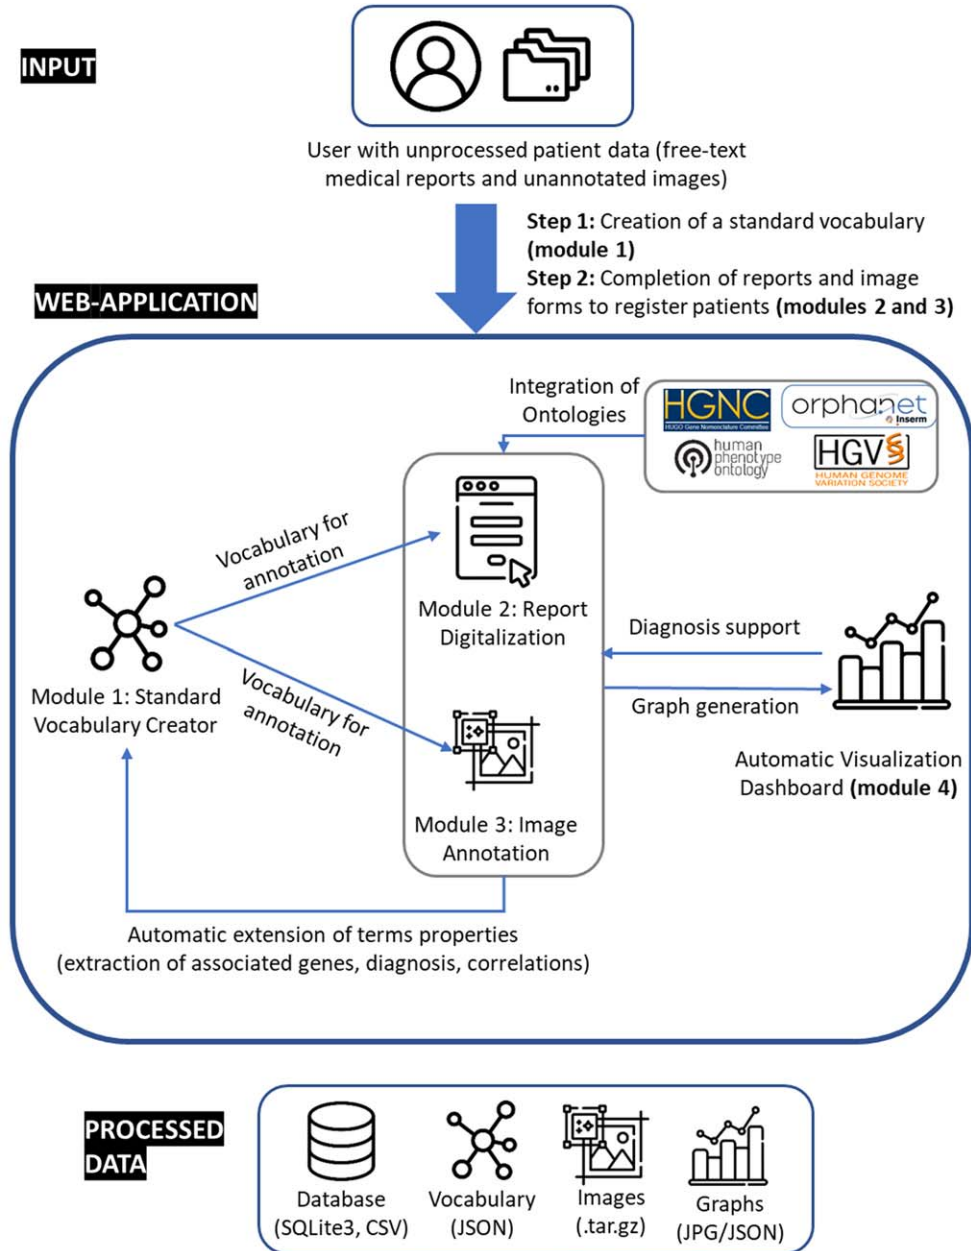 INPUT
User with unprocessed patient data (free-text
medical reports and unannotated images)
Step 1: Creation of a standard vocabulary
(module 1)
Step 2: Completion of reports and image
forms to register patients (modules 2 and 3)
WEB-APPLICATION
Integration of
Ontologies
HGNC
HUGO Gene Nomenclature Committee
orphanet
Inserm
human
phenotype
ontology
HGVS
HUMAN GENOME
VARIATION SOCIETY
Vocabulary for
annotation
Module 2: Report
Digitalization
Module 1: Standard
Vocabulary Creator
Vocabulary for
annotation
Diagnosis support
Graph generation
Automatic Visualization
Dashboard (module 4)
Module 3: Image
Annotation
Automatic extension of terms properties
(extraction of associated genes, diagnosis, correlations)
PROCESSED
DATA
Database
(SQLite3, CSV)
Vocabulary
(JSON)
Images
(.tar.gz)
Graphs
(JPG/JSON)